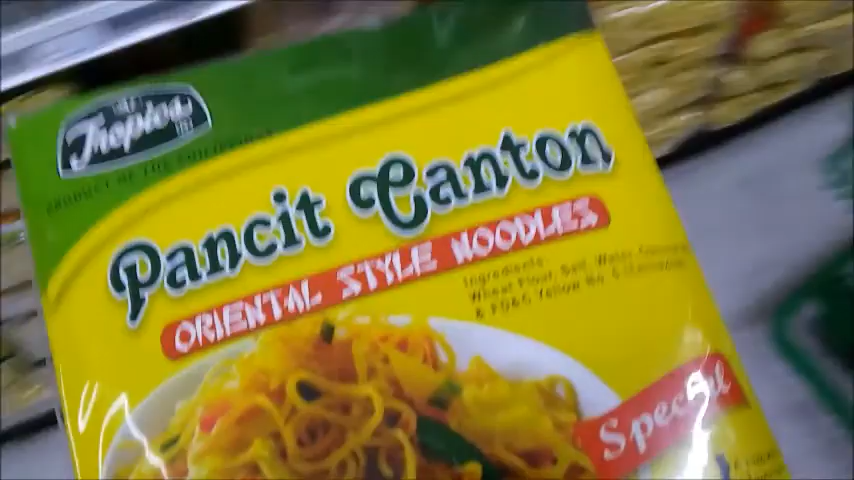 Tropics
PRODUCT OF THE PHILIPPINES
Pancit Canton
ORIENTAL STYLE NOODLES
Ingredients:
Wheat Flour, Salt, Water,
& FD&C Yellow No. 5
Special